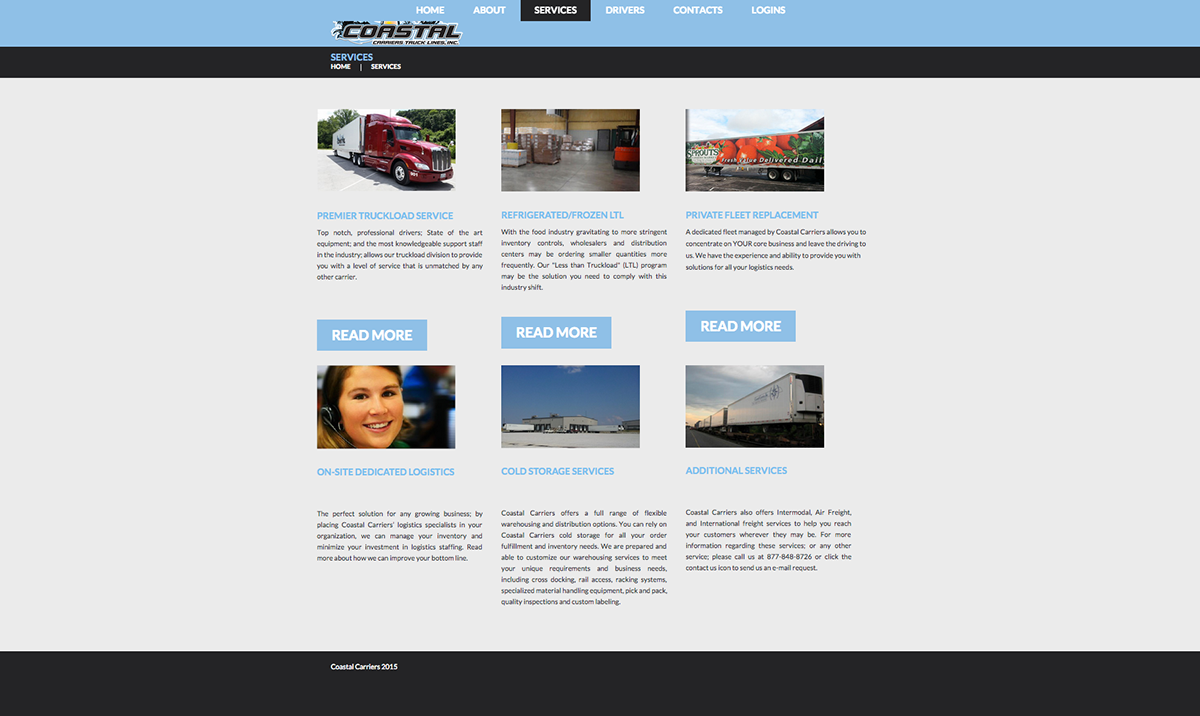 HOME ABOUT SERVICES DRIVERS CONTACTS LOGINS
COASTAL
CARRIERS TRUCK LINES, INC.
SERVICES
HOME | SERVICES
SPROUTS
Fresh value Delivered Daily
PREMIER TRUCKLOAD SERVICE
Top notch, professional drivers; State of the art
equipment; and the most knowledgeable support staff
in the industry; allows our truckload division to provide
you with a level of service that is unmatched by any
other carrier.
READ MORE
REFRIGERATED/FROZEN LTL
With the food industry gravitating to more stringent
inventory controls, wholesalers and distribution
centers may be ordering smaller quantities more
frequently. Our "Less than Truckload" (LTL) program
may be the solution you need to comply with this
industry shift.
READ MORE
PRIVATE FLEET REPLACEMENT
A dedicated fleet managed by Coastal Carriers allows you to
concentrate on YOUR core business and leave the driving to
us. We have the experience and ability to provide you with
solutions for all your logistics needs.
READ MORE
ON-SITE DEDICATED LOGISTICS
The perfect solution for any growing business; by
placing Coastal Carriers' logistics specialists in your
organization, we can manage your inventory and
minimize your investment in logistics staffing. Read
more about how we can improve your bottom line.
COLD STORAGE SERVICES
Coastal Carriers offers a full range of flexible
warehousing and distribution options. You can rely on
Coastal Carriers cold storage for all your order
fulfillment and inventory needs. We are prepared and
able to customize our warehousing services to meet
your unique requirements and business needs,
including cross docking, rail access, racking systems,
specialized material handling equipment, pick and pack,
quality inspections and custom labeling.
ADDITIONAL SERVICES
Coastal Carriers also offers Intermodal, Air Freight,
and International freight services to help you reach
your customers wherever they may be. For more
information regarding these services; or any other
service; please call us at 877-848-8726 or click the
contact us icon to send us an e-mail request.
Coastal Carriers 2015